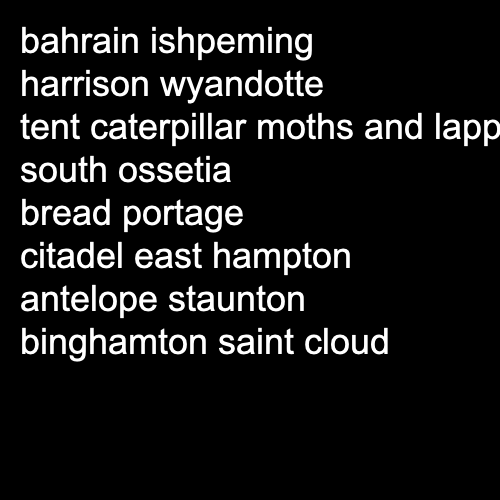 bahrain ishpeming
harrison wyandotte
tent caterpillar moths and lapp
south ossetia
bread portage
citadel east hampton
antelope staunton
binghamton saint cloud